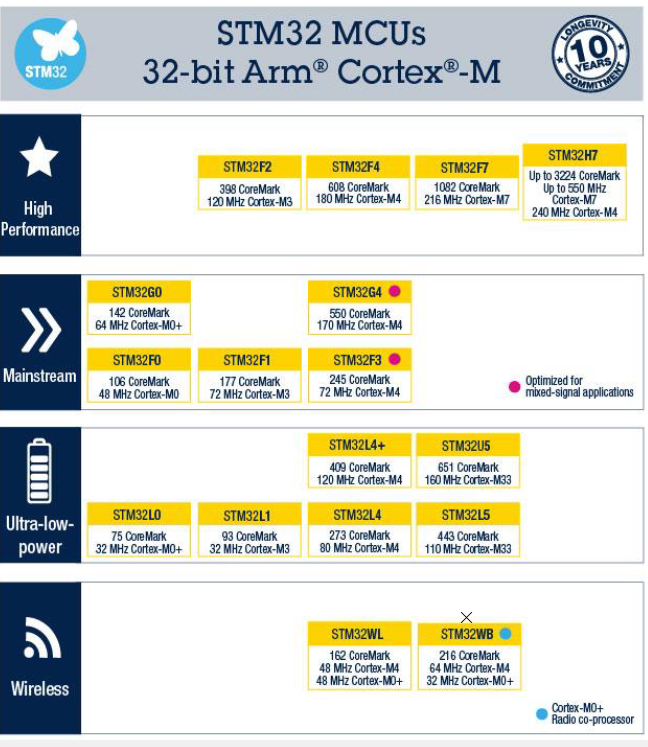 STM32 MCUs
32-bit Arm® Cortex®-M
STM32
LONGEVITY
10
YEARS
COMMITMENT
High
Performance
STM32F2
398 CoreMark
120 MHz Cortex-M3
STM32F4
608 CoreMark
180 MHz Cortex-M4
STM32F7
1082 CoreMark
216 MHz Cortex-M7
STM32H7
Up to 3224 CoreMark
Up to 550 MHz
Cortex-M7
240 MHz Cortex-M4
Mainstream
STM32G0
142 CoreMark
64 MHz Cortex-M0+
STM32G4
550 CoreMark
170 MHz Cortex-M4
STM32F0
106 CoreMark
48 MHz Cortex-M0
STM32F1
177 CoreMark
72 MHz Cortex-M3
STM32F3
245 CoreMark
72 MHz Cortex-M4
Optimized for
mixed-signal applications
Ultra-low-
power
STM32L4+
409 CoreMark
120 MHz Cortex-M4
STM32U5
651 CoreMark
160 MHz Cortex-M33
STM32L0
75 CoreMark
32 MHz Cortex-M0+
STM32L1
93 CoreMark
32 MHz Cortex-M3
STM32L4
273 CoreMark
80 MHz Cortex-M4
STM32L5
443 CoreMark
110 MHz Cortex-M33
Wireless
STM32WL
162 CoreMark
48 MHz Cortex-M4
48 MHz Cortex-M0+
STM32WB
216 CoreMark
64 MHz Cortex-M4
32 MHz Cortex-M0+
Cortex-M0+
Radio co-processor